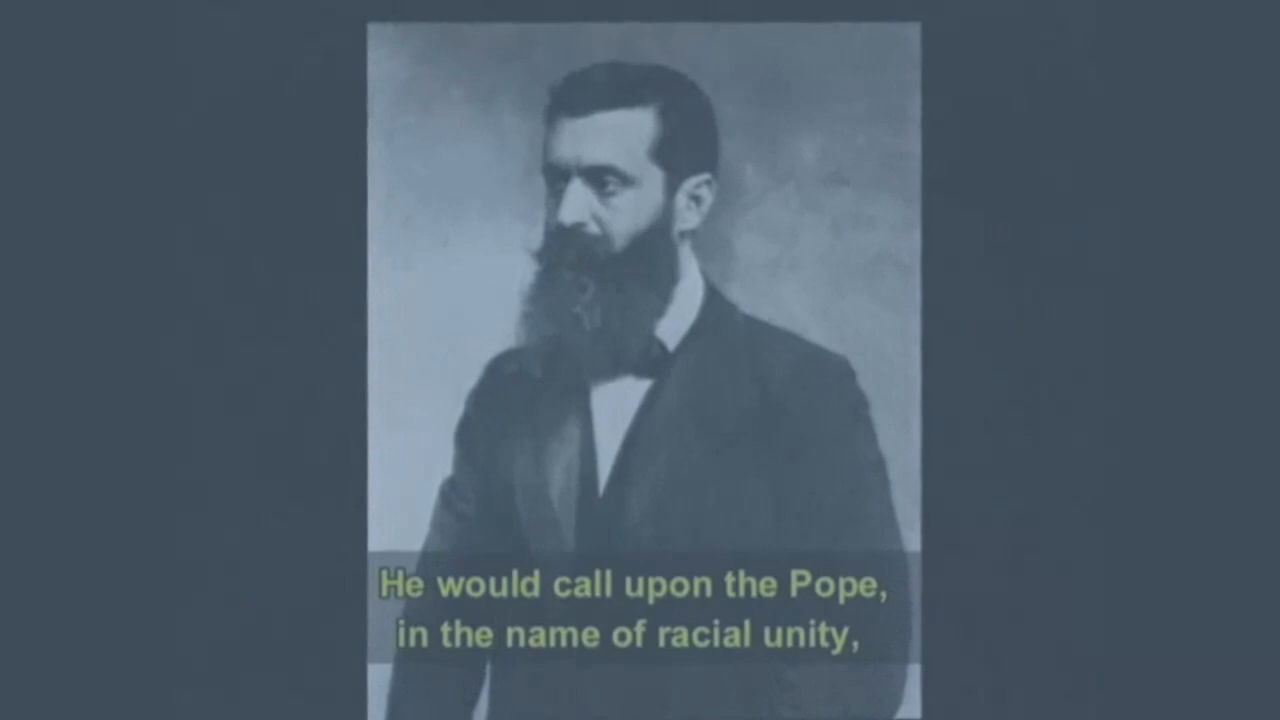 He would call upon the Pope,
in the name of racial unity,